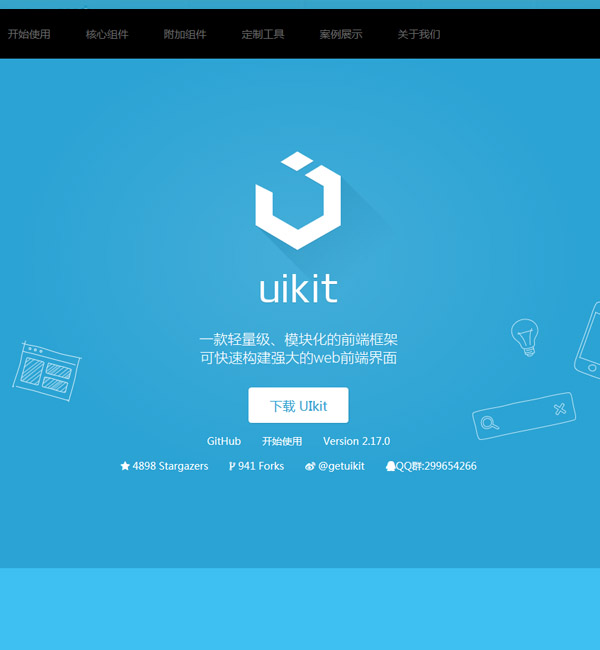 开始使用 核心组件 附加组件 定制工具 案例展示 关于我们
uikit
一款轻量级、模块化的前端框架
可快速构建强大的web前端界面
下载 UIkit
GitHub 开始使用 Version 2.17.0
4898 Stargazers 941 Forks @getuikit QQ群:299654266